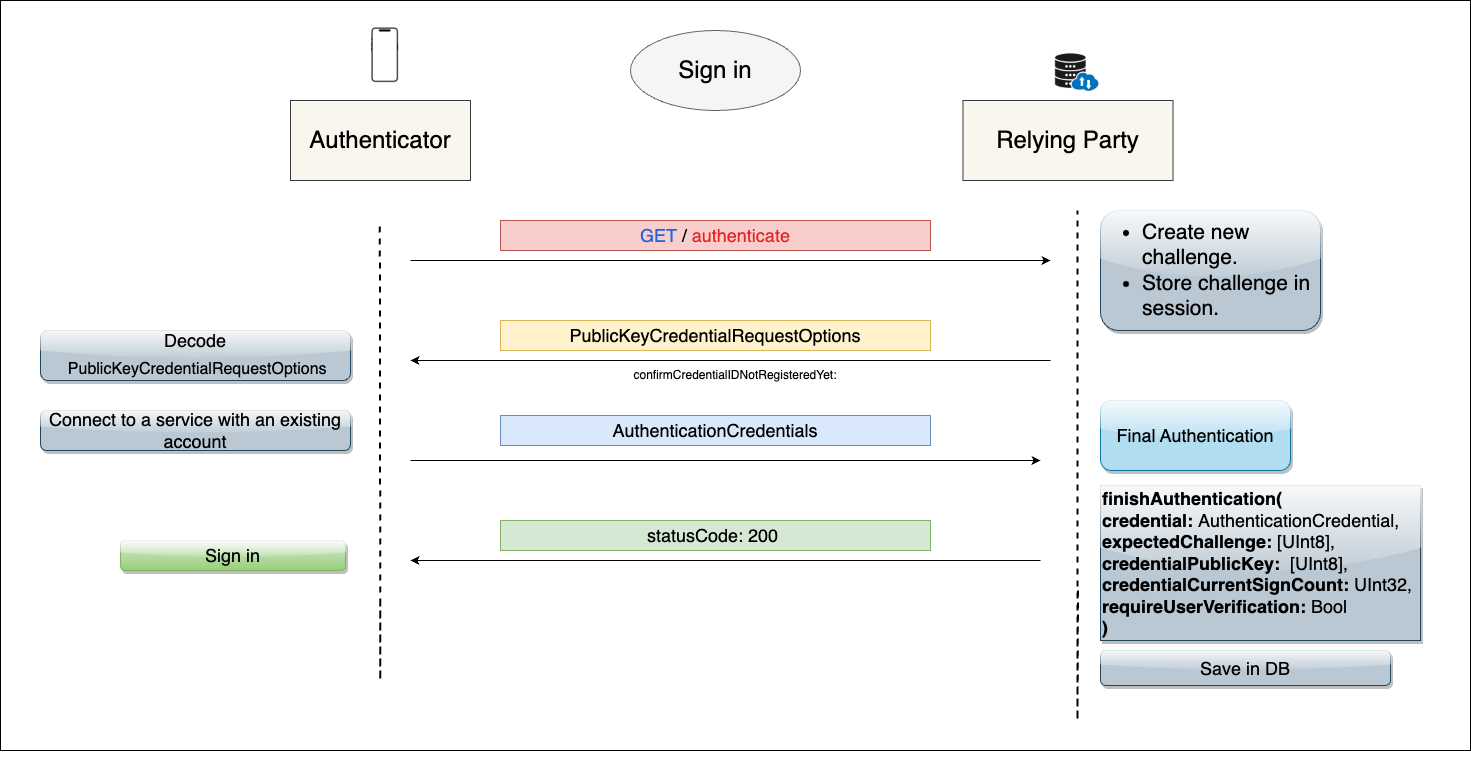 Sign in
Authenticator
Relying Party
GET / authenticate
• Create new
challenge.
• Store challenge in
session.
PublicKeyCredentialRequestOptions
Decode
PublicKeyCredentialRequestOptions
confirmCredentialIDNotRegisteredYet:
Connect to a service with an existing
account
AuthenticationCredentials
Final Authentication
finishAuthentication(
credential: AuthenticationCredential,
expectedChallenge: [UInt8],
credentialPublicKey: [UInt8],
credentialCurrentSignCount: UInt32,
requireUserVerification: Bool
)
statusCode: 200
Sign in
Save in DB